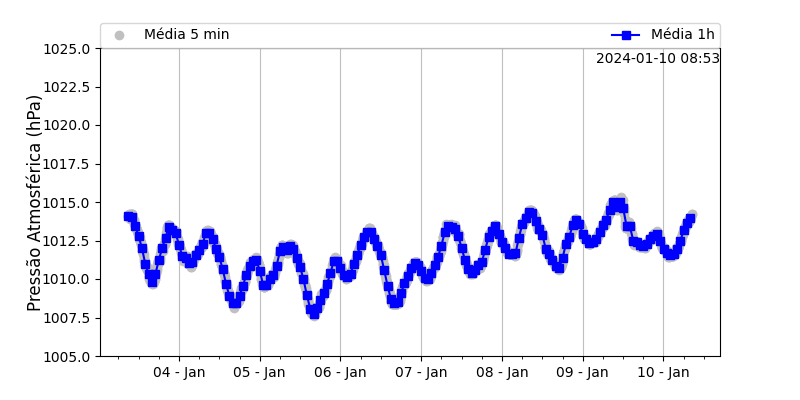 Média 5 min
Média 1h
2024-01-10 08:53
Pressão Atmosférica (hPa)
1025.0
1022.5
1020.0
1017.5
1015.0
1012.5
1010.0
1007.5
1005.0
04 - Jan
05 - Jan
06 - Jan
07 - Jan
08 - Jan
09 - Jan
10 - Jan